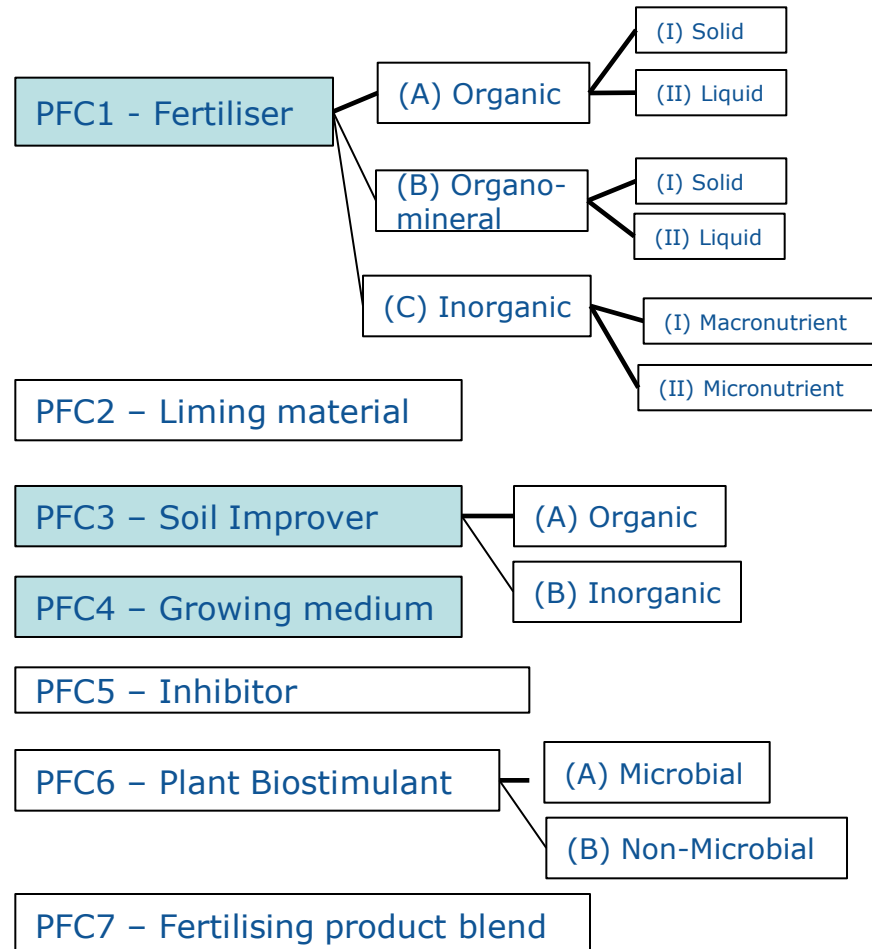 (I) Solid
PFC1 - Fertiliser
(A) Organic
(II) Liquid
(B) Organo-
mineral
(I) Solid
(II) Liquid
(C) Inorganic
(I) Macronutrient
(II) Micronutrient
PFC2 – Liming material
PFC3 – Soil Improver
(A) Organic
(B) Inorganic
PFC4 – Growing medium
PFC5 – Inhibitor
PFC6 – Plant Biostimulant
(A) Microbial
(B) Non-Microbial
PFC7 – Fertilising product blend